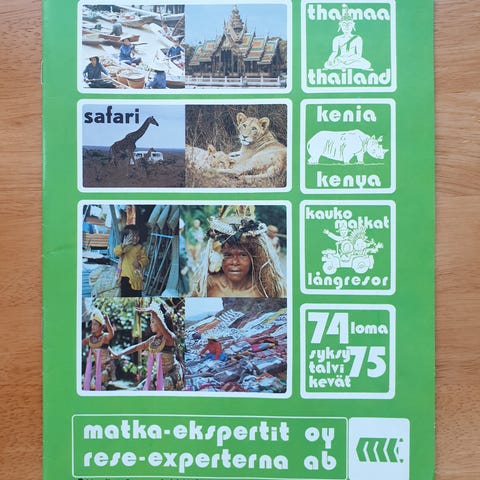 thaimaa
thailand
safari
kenia
kenya
kauko
matkat
långresor
74 loma
syksy
talvi 75
kevät
matka-ekspertit oy
rese-experterna ab